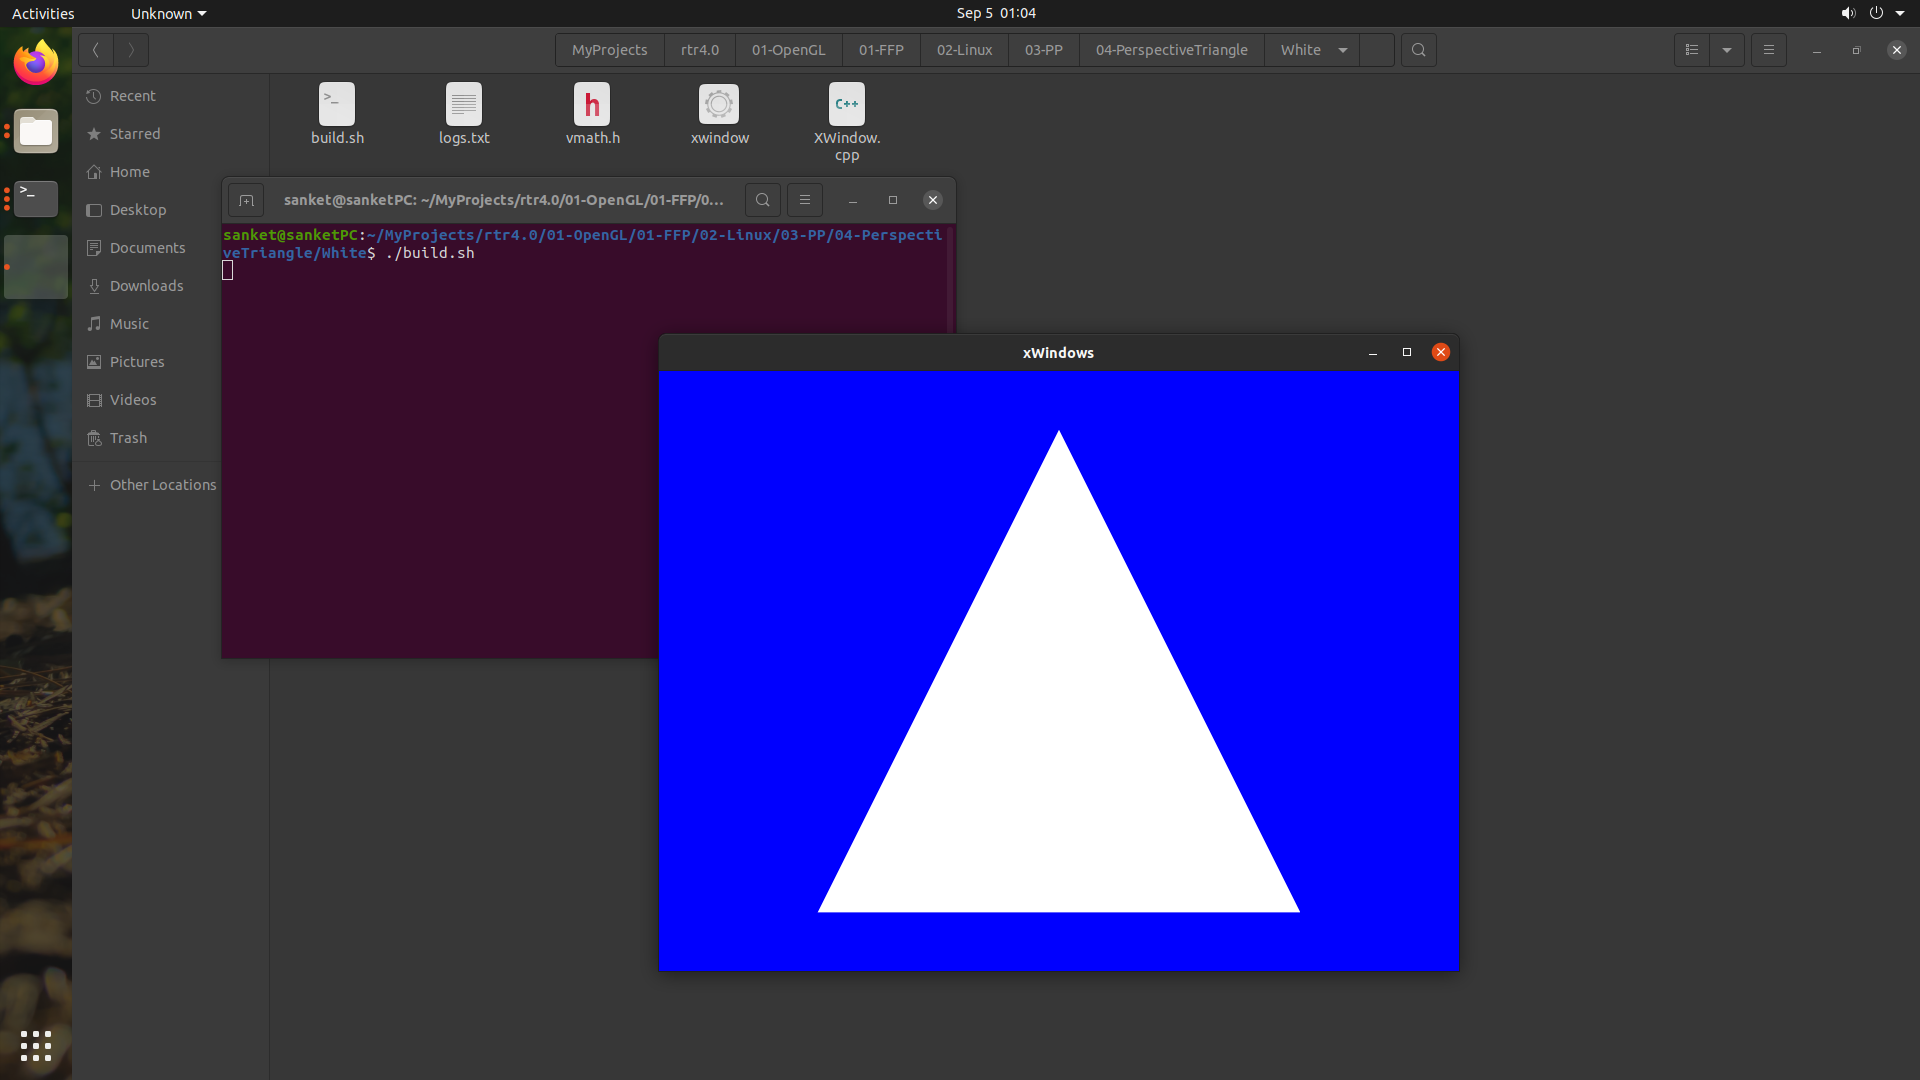 Activities
Unknown
Sep 5 01:04
MyProjects
rtr4.0
01-OpenGL
01-FFP
02-Linux
03-PP
04-PerspectiveTriangle
White
Recent
Starred
Home
Desktop
Documents
Downloads
Music
Pictures
Videos
Trash
Other Locations
>_
build.sh
logs.txt
h
vmath.h
xwindow
C++
XWindow.
cpp
>_
sanket@sanketPC: ~/MyProjects/rtr4.0/01-OpenGL/01-FFP/0...
sanket@sanketPC:~/MyProjects/rtr4.0/01-OpenGL/01-FFP/02-Linux/03-PP/04-Perspecti
veTriangle/White$ ./build.sh
xWindows